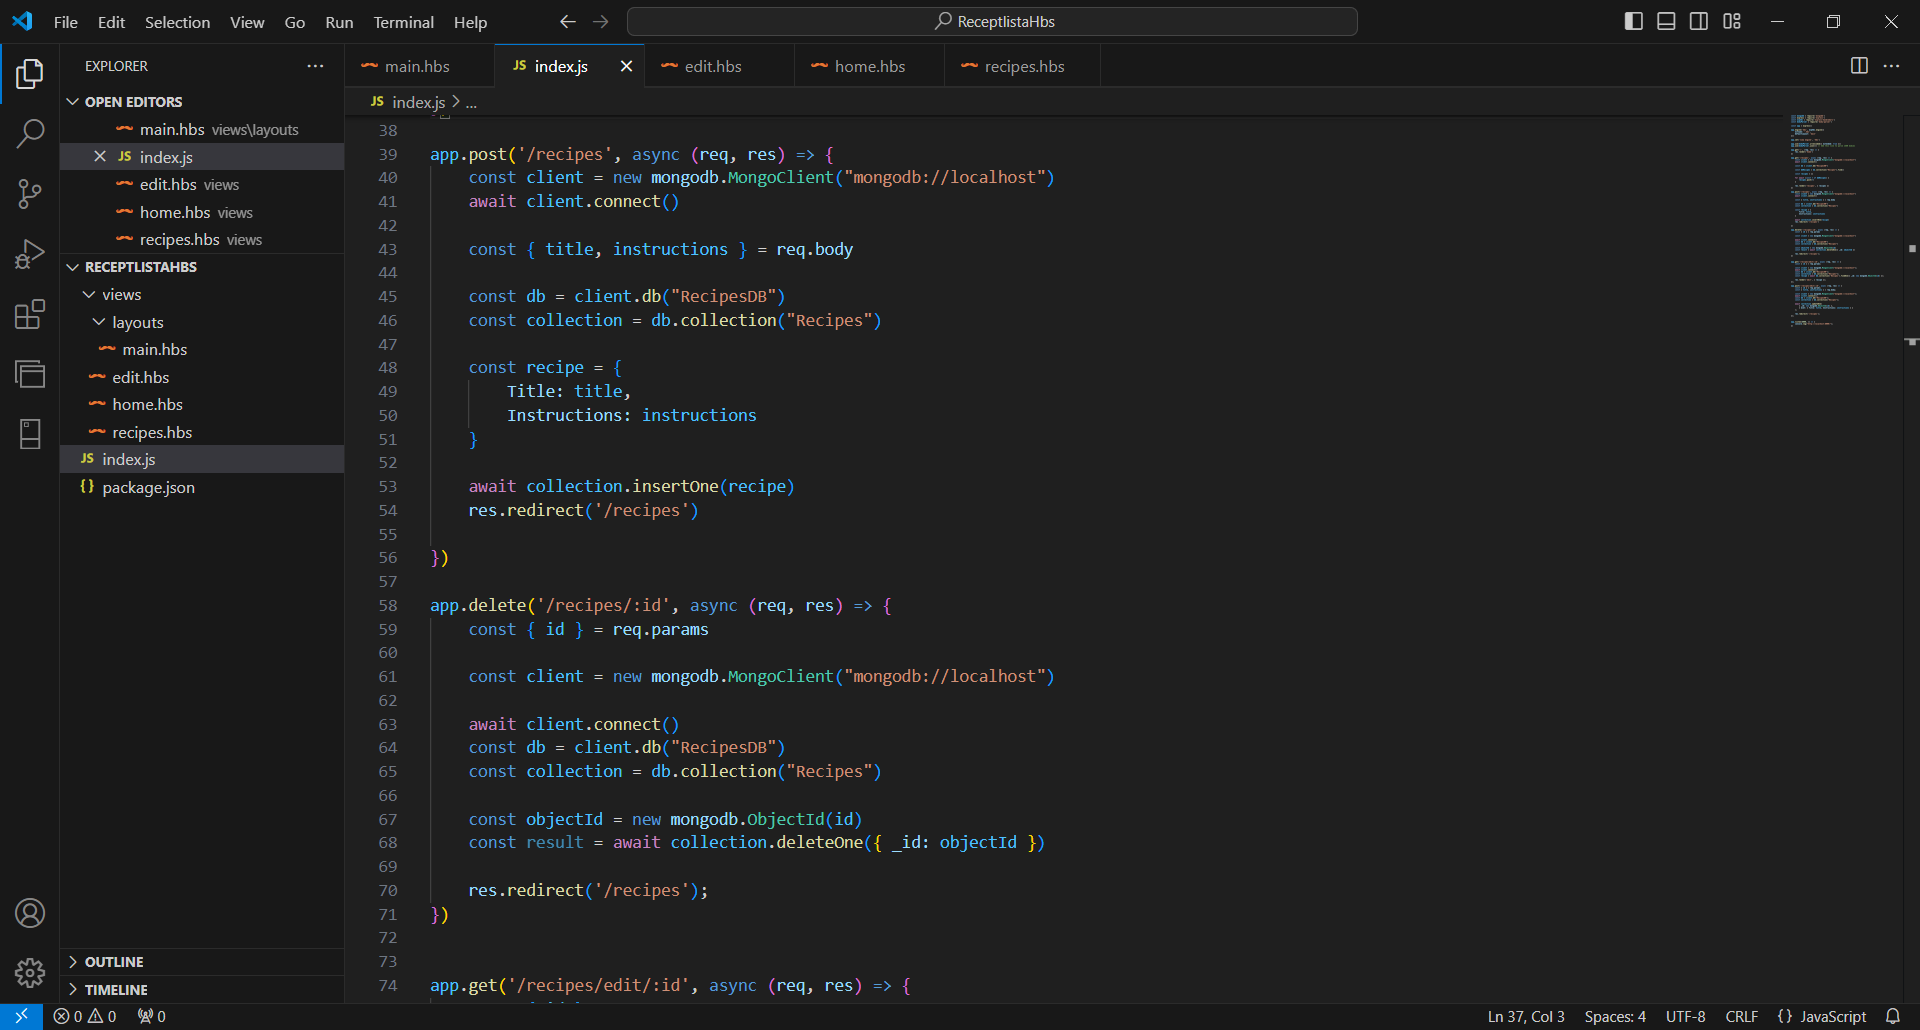 File Edit Selection View Go Run Terminal Help
ReceptlistaHbs
EXPLORER
main.hbs
JS index.js
edit.hbs
home.hbs
recipes.hbs
JS index.js > ...
OPEN EDITORS
main.hbs views\layouts
JS index.js
edit.hbs views
home.hbs views
recipes.hbs views
RECEPTLISTAHBS
views
layouts
main.hbs
edit.hbs
home.hbs
recipes.hbs
JS index.js
{} package.json
OUTLINE
TIMELINE
38
39 app.post('/recipes', async (req, res) => {
40 const client = new mongodb.MongoClient("mongodb://localhost")
41 await client.connect()
42
43 const { title, instructions } = req.body
44
45 const db = client.db("RecipesDB")
46 const collection = db.collection("Recipes")
47
48 const recipe = {
49 Title: title,
50 Instructions: instructions
51 }
52
53 await collection.insertOne(recipe)
54 res.redirect('/recipes')
55
56 })
57
58 app.delete('/recipes/:id', async (req, res) => {
59 const { id } = req.params
60
61 const client = new mongodb.MongoClient("mongodb://localhost")
62
63 await client.connect()
64 const db = client.db("RecipesDB")
65 const collection = db.collection("Recipes")
66
67 const objectId = new mongodb.ObjectId(id)
68 const result = await collection.deleteOne({ _id: objectId })
69
70 res.redirect('/recipes');
71 })
72
73
74 app.get('/recipes/edit/:id', async (req, res) => {
0 0 0
Ln 37, Col 3 Spaces: 4 UTF-8 CRLF {} JavaScript